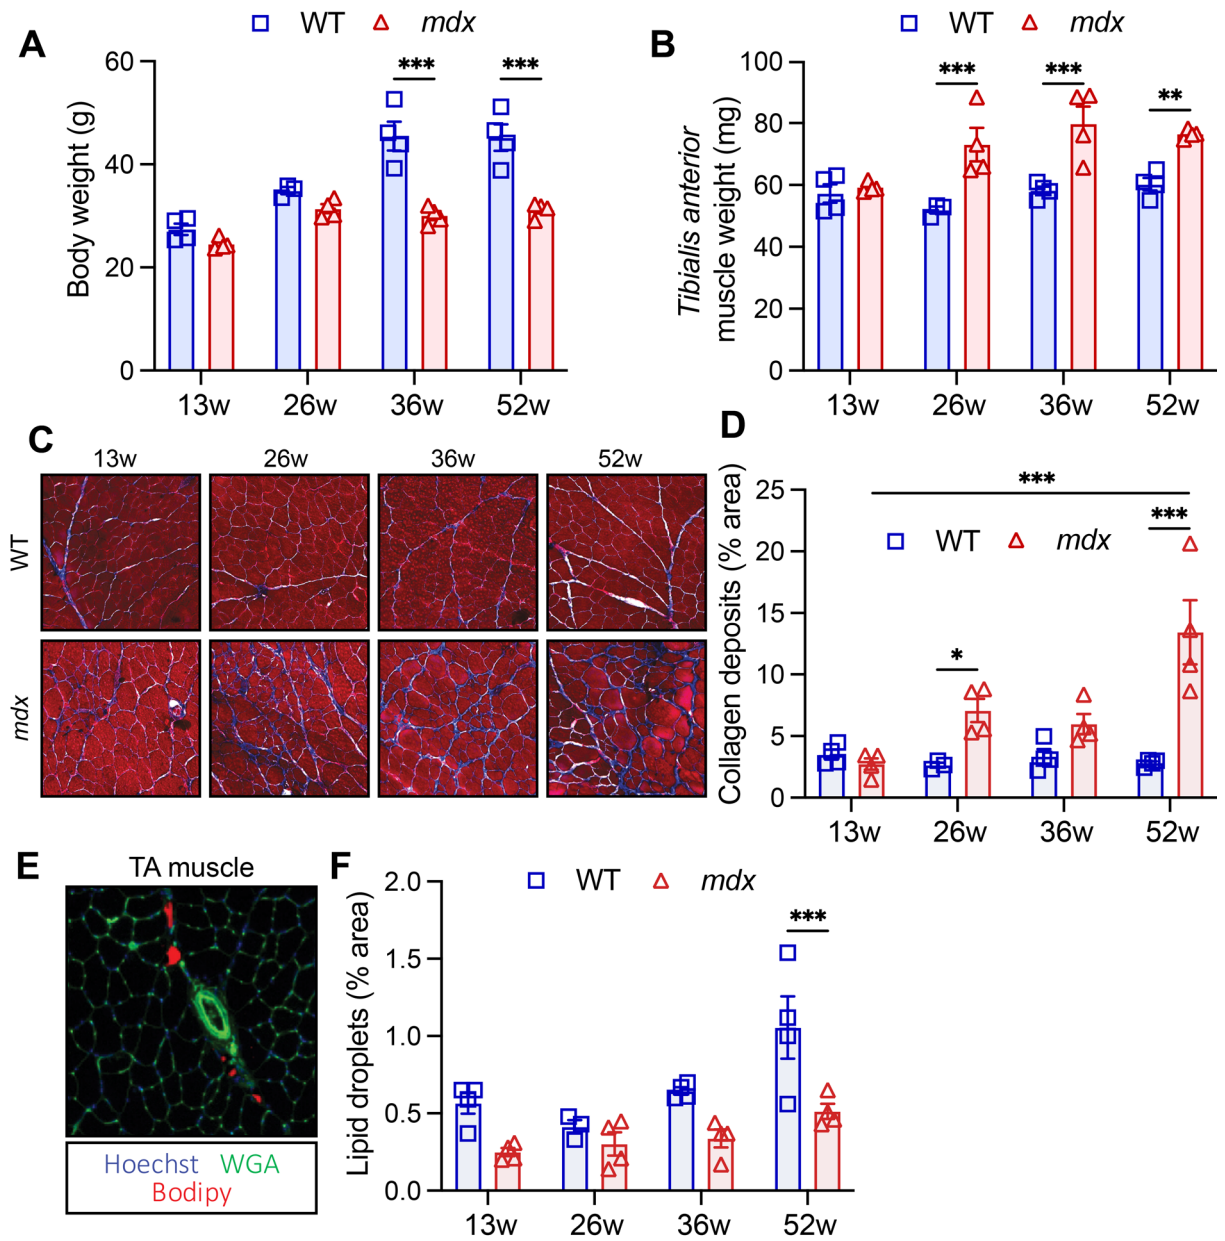 A
WT mdx
Body weight (g)
60
40
20
0
*** ***
13w 26w 36w 52w
B
WT mdx
Tibialis anterior
muscle weight (mg)
100
80
60
40
20
0
*** *** **
13w 26w 36w 52w
C
13w 26w 36w 52w
WT
mdx
D
Collagen deposits (% area)
25
20
15
10
5
0
***
***
WT mdx
*
13w 26w 36w 52w
E
TA muscle
Hoechst WGA
Bodipy
F
WT mdx
Lipid droplets (% area)
2.0
1.5
1.0
0.5
0.0
***
13w 26w 36w 52w